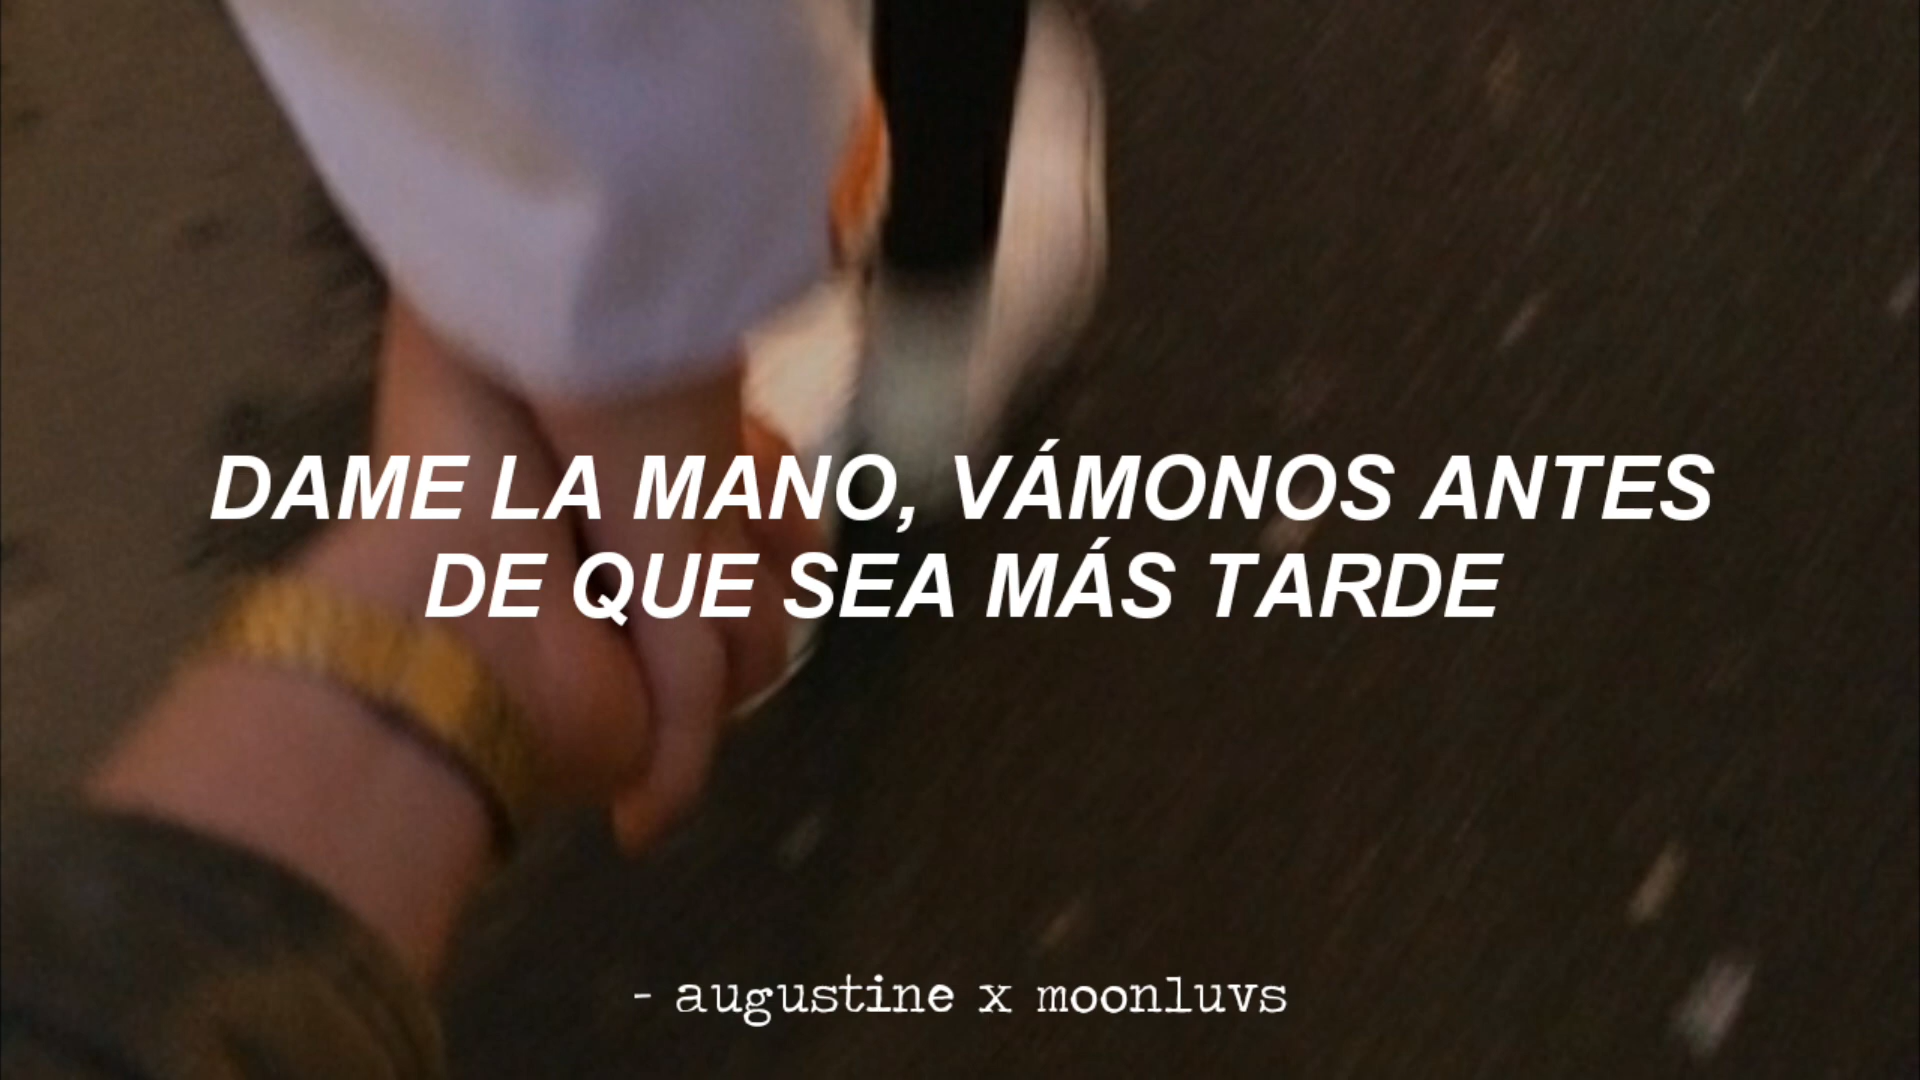 DAME LA MANO, VÁMONOS ANTES
DE QUE SEA MÁS TARDE
- augustine x moonluvs